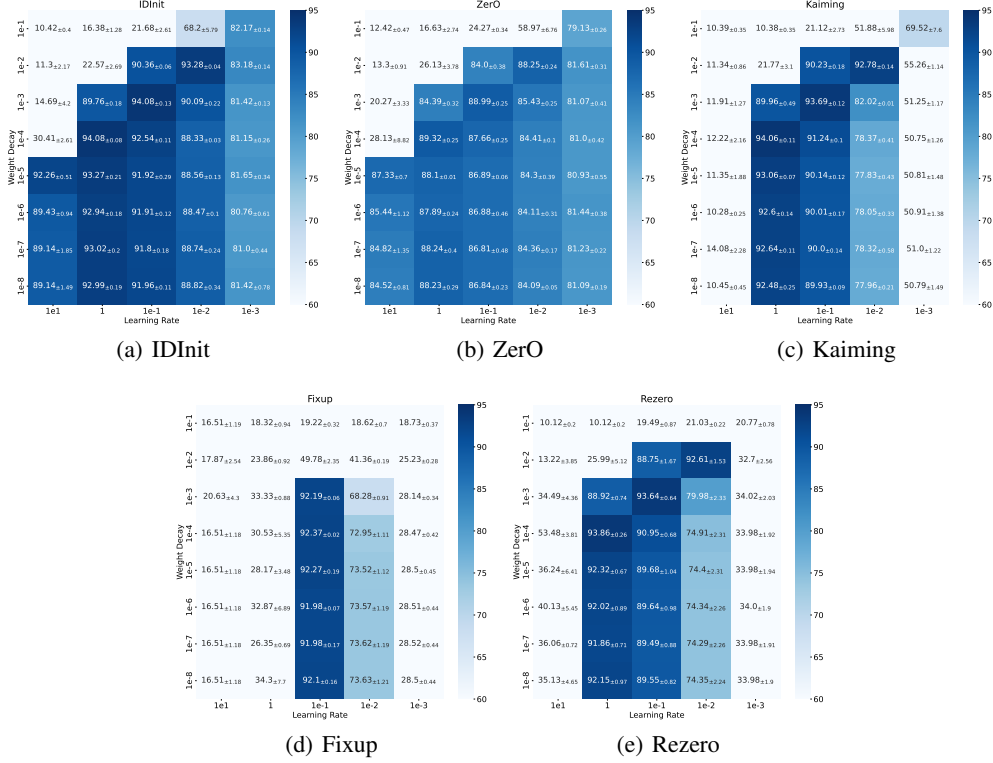 IDInit
1e-1 10.42±0.4 16.38±1.28 21.68±2.61 68.2±5.79 82.17±0.14
1e-2 11.3±2.17 22.57±2.69 90.36±0.06 93.28±0.04 83.18±0.14
1e-3 14.69±4.2 89.76±0.18 94.08±0.13 90.09±0.22 81.42±0.13
1e-4 30.41±2.61 94.08±0.08 92.54±0.11 88.33±0.03 81.15±0.26
1e-5 92.26±0.51 93.27±0.21 91.92±0.29 88.56±0.13 81.65±0.34
1e-6 89.43±0.94 92.94±0.18 91.91±0.12 88.47±0.1 80.76±0.61
1e-7 89.14±1.85 93.02±0.2 91.8±0.18 88.74±0.24 81.0±0.44
1e-8 89.14±1.49 92.99±0.19 91.96±0.11 88.82±0.34 81.42±0.78
Weight Decay
1e1 1 1e-1 1e-2 1e-3
Learning Rate
95
90
85
80
75
70
65
60
(a) IDInit
ZerO
12.42±0.47 16.63±2.74 24.27±0.34 58.97±6.76 79.13±0.26
13.3±0.91 26.13±3.78 84.0±0.38 88.25±0.24 81.61±0.31
20.27±3.33 84.39±0.32 88.99±0.25 85.43±0.25 81.07±0.41
28.13±8.82 89.32±0.25 87.66±0.25 84.41±0.1 81.0±0.42
87.33±0.7 88.1±0.01 86.89±0.06 84.3±0.39 80.93±0.55
85.44±1.12 87.89±0.24 86.88±0.46 84.11±0.31 81.44±0.38
84.82±1.35 88.24±0.4 86.81±0.48 84.36±0.17 81.23±0.22
84.52±0.81 88.23±0.29 86.84±0.23 84.09±0.05 81.09±0.19
1e1 1 1e-1 1e-2 1e-3
Learning Rate
95
90
85
80
75
70
65
60
(b) ZerO
Kaiming
1e-1 10.39±0.35 10.38±0.35 21.12±2.73 51.88±5.98 69.52±7.6
1e-2 11.34±0.86 21.77±3.1 90.23±0.18 92.78±0.14 55.26±1.14
1e-3 11.91±1.27 89.96±0.49 93.69±0.12 82.02±0.01 51.25±1.17
1e-4 12.22±2.16 94.06±0.11 91.24±0.1 78.37±0.41 50.75±1.26
1e-5 11.35±1.88 93.06±0.07 90.14±0.12 77.83±0.43 50.81±1.48
1e-6 10.28±0.25 92.6±0.14 90.01±0.17 78.05±0.33 50.91±1.38
1e-7 14.08±2.28 92.64±0.11 90.0±0.14 78.32±0.58 51.0±1.22
1e-8 10.45±0.45 92.48±0.25 89.93±0.09 77.96±0.21 50.79±1.49
Weight Decay
1e1 1 1e-1 1e-2 1e-3
Learning Rate
95
90
85
80
75
70
65
60
(c) Kaiming
Fixup
1e-1 16.51±1.19 18.32±0.94 19.22±0.32 18.62±0.7 18.73±0.37
1e-2 17.87±2.54 23.86±0.92 49.78±2.35 41.36±0.19 25.23±0.28
1e-3 20.63±4.3 33.33±0.88 92.19±0.06 68.28±0.91 28.14±0.34
1e-4 16.51±1.18 30.53±5.35 92.37±0.02 72.95±1.11 28.47±0.42
1e-5 16.51±1.18 28.17±3.48 92.27±0.19 73.52±1.12 28.5±0.45
1e-6 16.51±1.18 32.87±6.89 91.98±0.07 73.57±1.19 28.51±0.44
1e-7 16.51±1.18 26.35±0.69 91.98±0.17 73.62±1.19 28.52±0.44
1e-8 16.51±1.18 34.3±7.7 92.1±0.16 73.63±1.21 28.5±0.44
Weight Decay
1e1 1 1e-1 1e-2 1e-3
Learning Rate
95
90
85
80
75
70
65
60
(d) Fixup
Rezero
1e-1 10.12±0.2 10.12±0.2 19.49±0.87 21.03±0.22 20.77±0.78
1e-2 13.22±3.85 25.99±5.12 88.75±1.67 92.61±1.53 32.7±2.56
1e-3 34.49±4.36 88.92±0.74 93.64±0.64 79.98±2.33 34.02±2.03
1e-4 53.48±3.81 93.86±0.26 90.95±0.68 74.91±2.31 33.98±1.92
1e-5 36.24±6.41 92.32±0.67 89.68±1.04 74.4±2.31 33.98±1.94
1e-6 40.13±5.45 92.02±0.89 89.64±0.98 74.34±2.26 34.0±1.9
1e-7 36.06±0.72 91.86±0.71 89.49±0.88 74.29±2.26 33.98±1.91
1e-8 35.13±4.65 92.15±0.97 89.55±0.82 74.35±2.24 33.98±1.9
Weight Decay
1e1 1 1e-1 1e-2 1e-3
Learning Rate
95
90
85
80
75
70
65
60
(e) Rezero